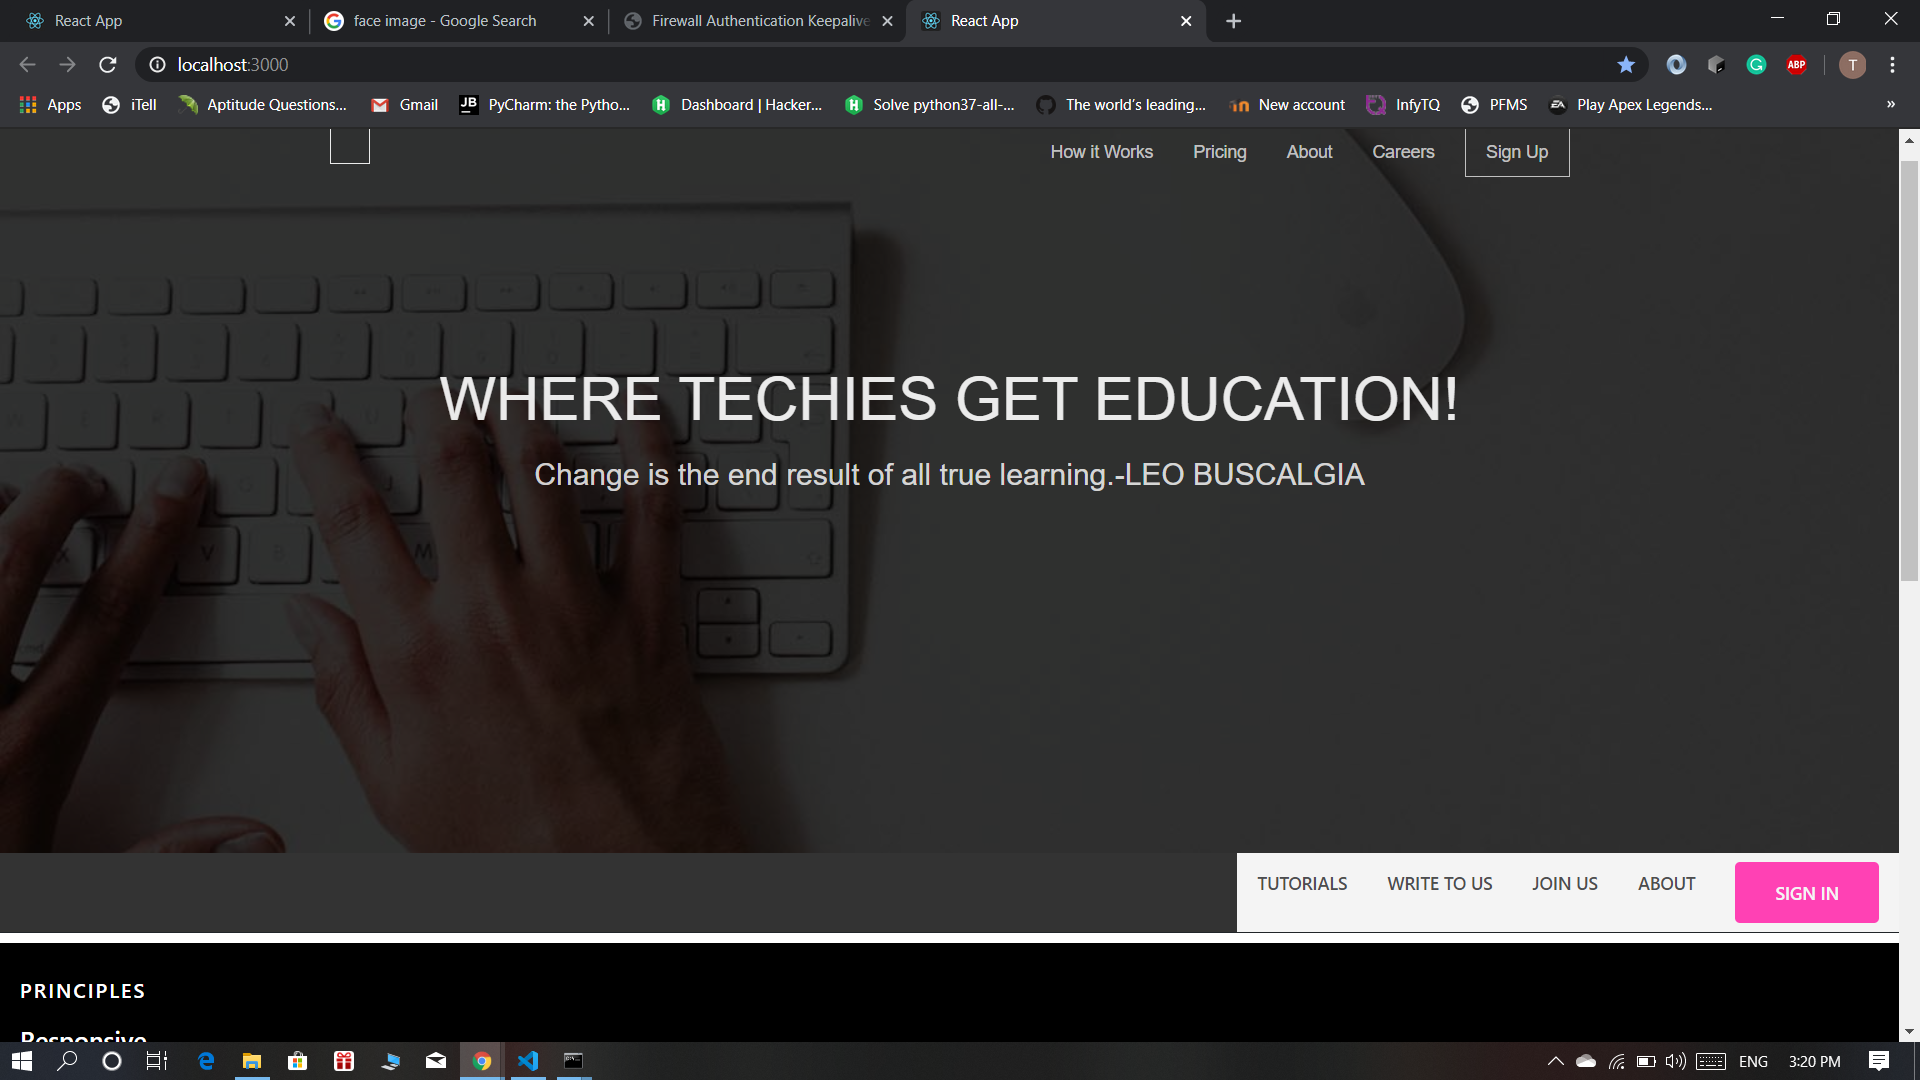 React App
face image - Google Search
Firewall Authentication Keepalive
React App
localhost:3000
ABP
T
Apps
iTell
Aptitude Questions...
Gmail
JB
PyCharm: the Pytho...
Dashboard | Hacker...
Solve python37-all-...
The world's leading...
New account
InfyTQ
PFMS
Play Apex Legends...
»
How it Works
Pricing
About
Careers
Sign Up
WHERE TECHIES GET EDUCATION!
Change is the end result of all true learning.-LEO BUSCALGIA
TUTORIALS
WRITE TO US
JOIN US
ABOUT
SIGN IN
PRINCIPLES
Responsive
ENG
3:20 PM